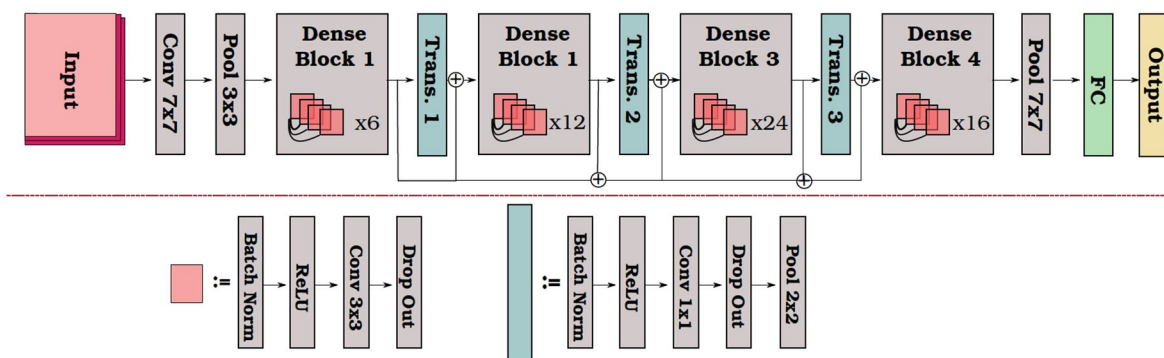 Input
Conv 7x7
Pool 3x3
Dense
Block 1
x6
Trans. 1
Dense
Block 1
x12
Trans. 2
Dense
Block 3
x24
Trans. 3
Dense
Block 4
x16
Pool 7x7
FC
Output
:=
Batch Norm
ReLU
Conv 3x3
Drop Out
:=
Batch Norm
ReLU
Conv 1x1
Drop Out
Pool 2x2